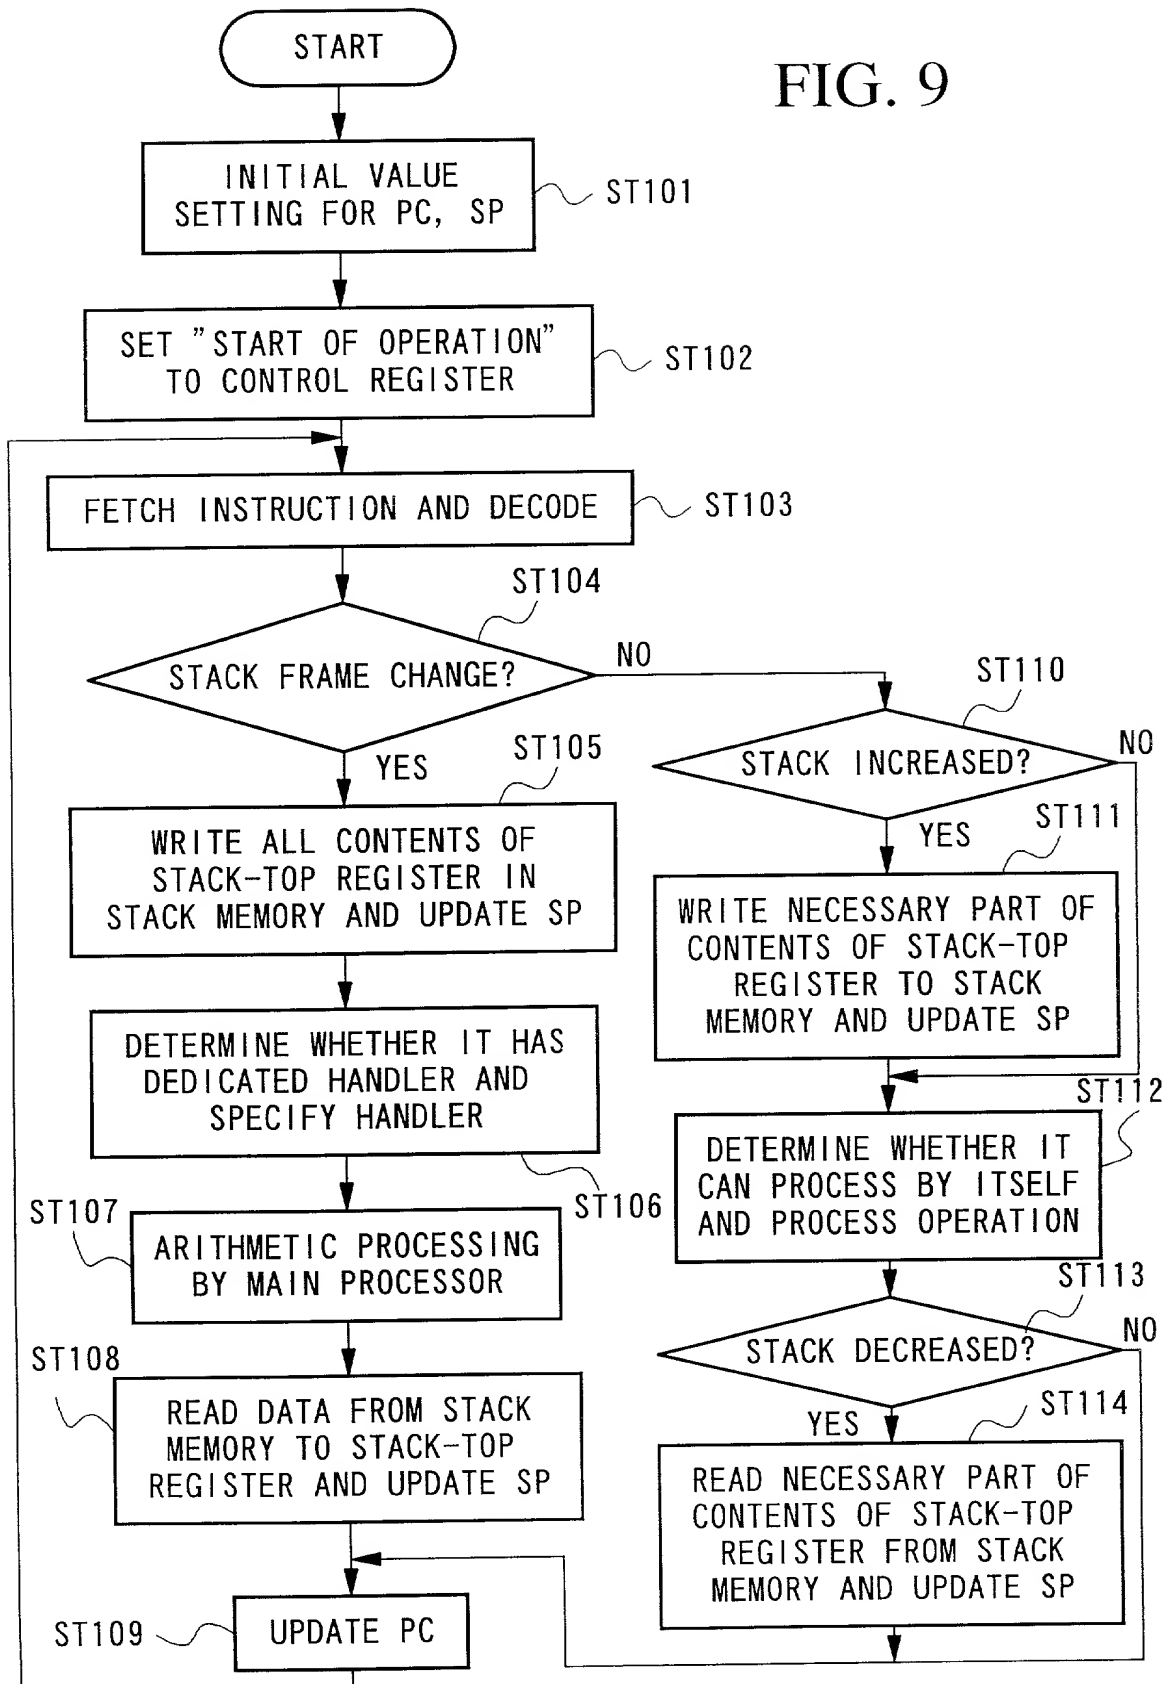 START
FIG. 9
INITIAL VALUE
SETTING FOR PC, SP
ST101
SET "START OF OPERATION"
TO CONTROL REGISTER
ST102
FETCH INSTRUCTION AND DECODE
ST103
ST104
STACK FRAME CHANGE?
NO
YES
ST105
WRITE ALL CONTENTS OF
STACK-TOP REGISTER IN
STACK MEMORY AND UPDATE SP
DETERMINE WHETHER IT HAS
DEDICATED HANDLER AND
SPECIFY HANDLER
ST106
ST107
ARITHMETIC PROCESSING
BY MAIN PROCESSOR
ST108
READ DATA FROM STACK
MEMORY TO STACK-TOP
REGISTER AND UPDATE SP
ST109
UPDATE PC
ST110
STACK INCREASED?
NO
YES
ST111
WRITE NECESSARY PART OF
CONTENTS OF STACK-TOP
REGISTER TO STACK
MEMORY AND UPDATE SP
ST112
DETERMINE WHETHER IT
CAN PROCESS BY ITSELF
AND PROCESS OPERATION
ST113
STACK DECREASED?
NO
YES
ST114
READ NECESSARY PART OF
CONTENTS OF STACK-TOP
REGISTER FROM STACK
MEMORY AND UPDATE SP